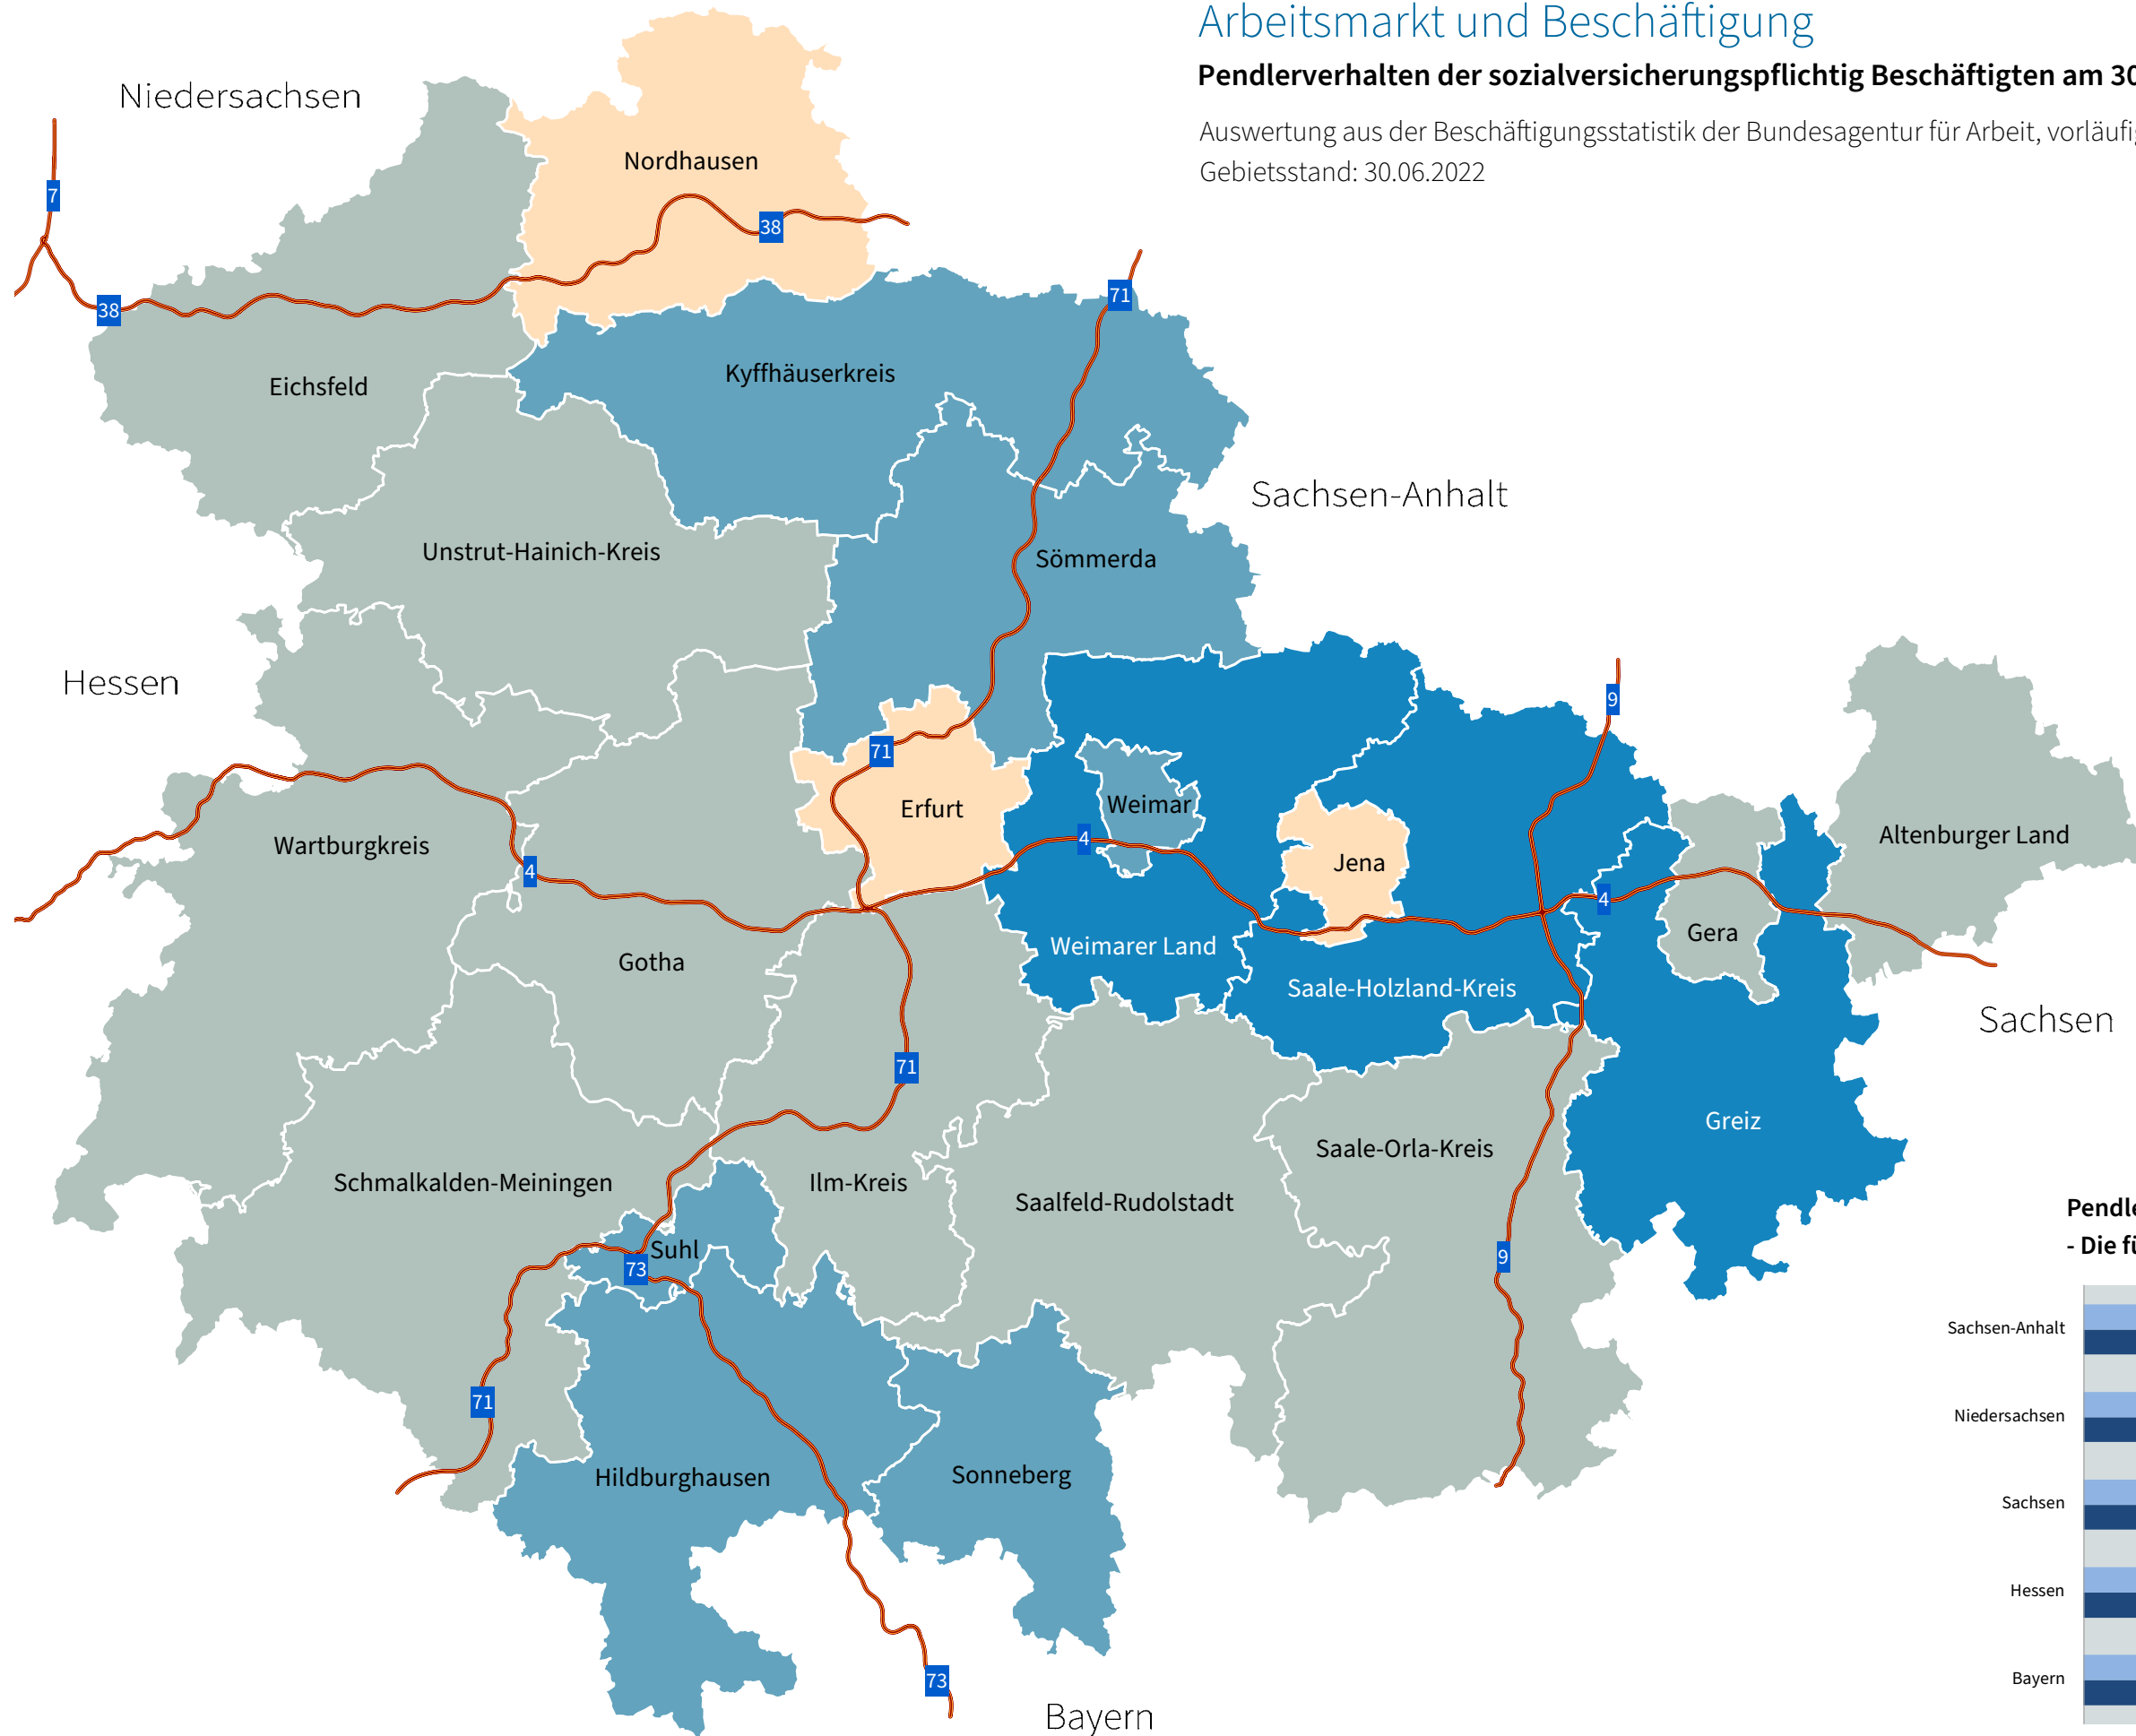 Arbeitsmarkt und Beschäftigung
Pendlerverhalten der sozialversicherungspflichtig Beschäftigten am 30
Auswertung aus der Beschäftigungsstatistik der Bundesagentur für Arbeit, vorläufig
Gebietsstand: 30.06.2022
Niedersachsen
Nordhausen
7
38
38
71
Eichsfeld
Kyffhäuserkreis
Sachsen-Anhalt
Unstrut-Hainich-Kreis
Sömmerda
Hessen
9
71
Erfurt
Weimar
Wartburgkreis
4
4
Jena
Altenburger Land
4
Gera
Gotha
Weimarer Land
Saale-Holzland-Kreis
Sachsen
71
Greiz
Saale-Orla-Kreis
Schmalkalden-Meiningen
Ilm-Kreis
Saalfeld-Rudolstadt
Suhl
73
9
71
Hildburghausen
Sonneberg
73
Bayern
Pendle
- Die fü
Sachsen-Anhalt
Niedersachsen
Sachsen
Hessen
Bayern